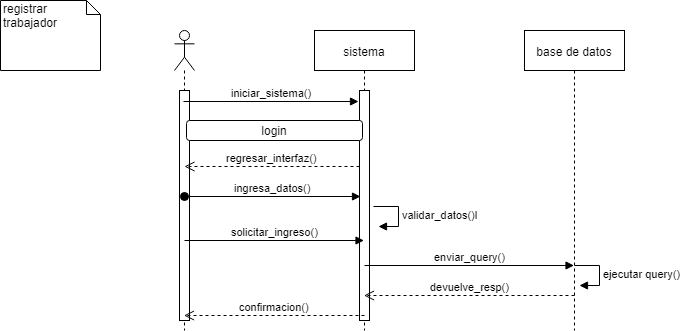 registrar
trabajador
sistema
base de datos
iniciar_sistema()
login
regresar_interfaz()
ingresa_datos()
validar_datos()l
solicitar_ingreso()
enviar_query()
ejecutar query()
devuelve_resp()
confirmacion()